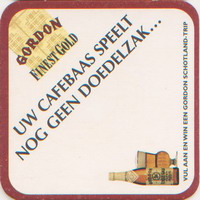 GORDON
FINEST GOLD
UW CAFEBAAS SPEELT
NOG GEEN DOEDELZAK...
VUL AAN EN WIN EEN GORDON SCHOTLAND-TRIP